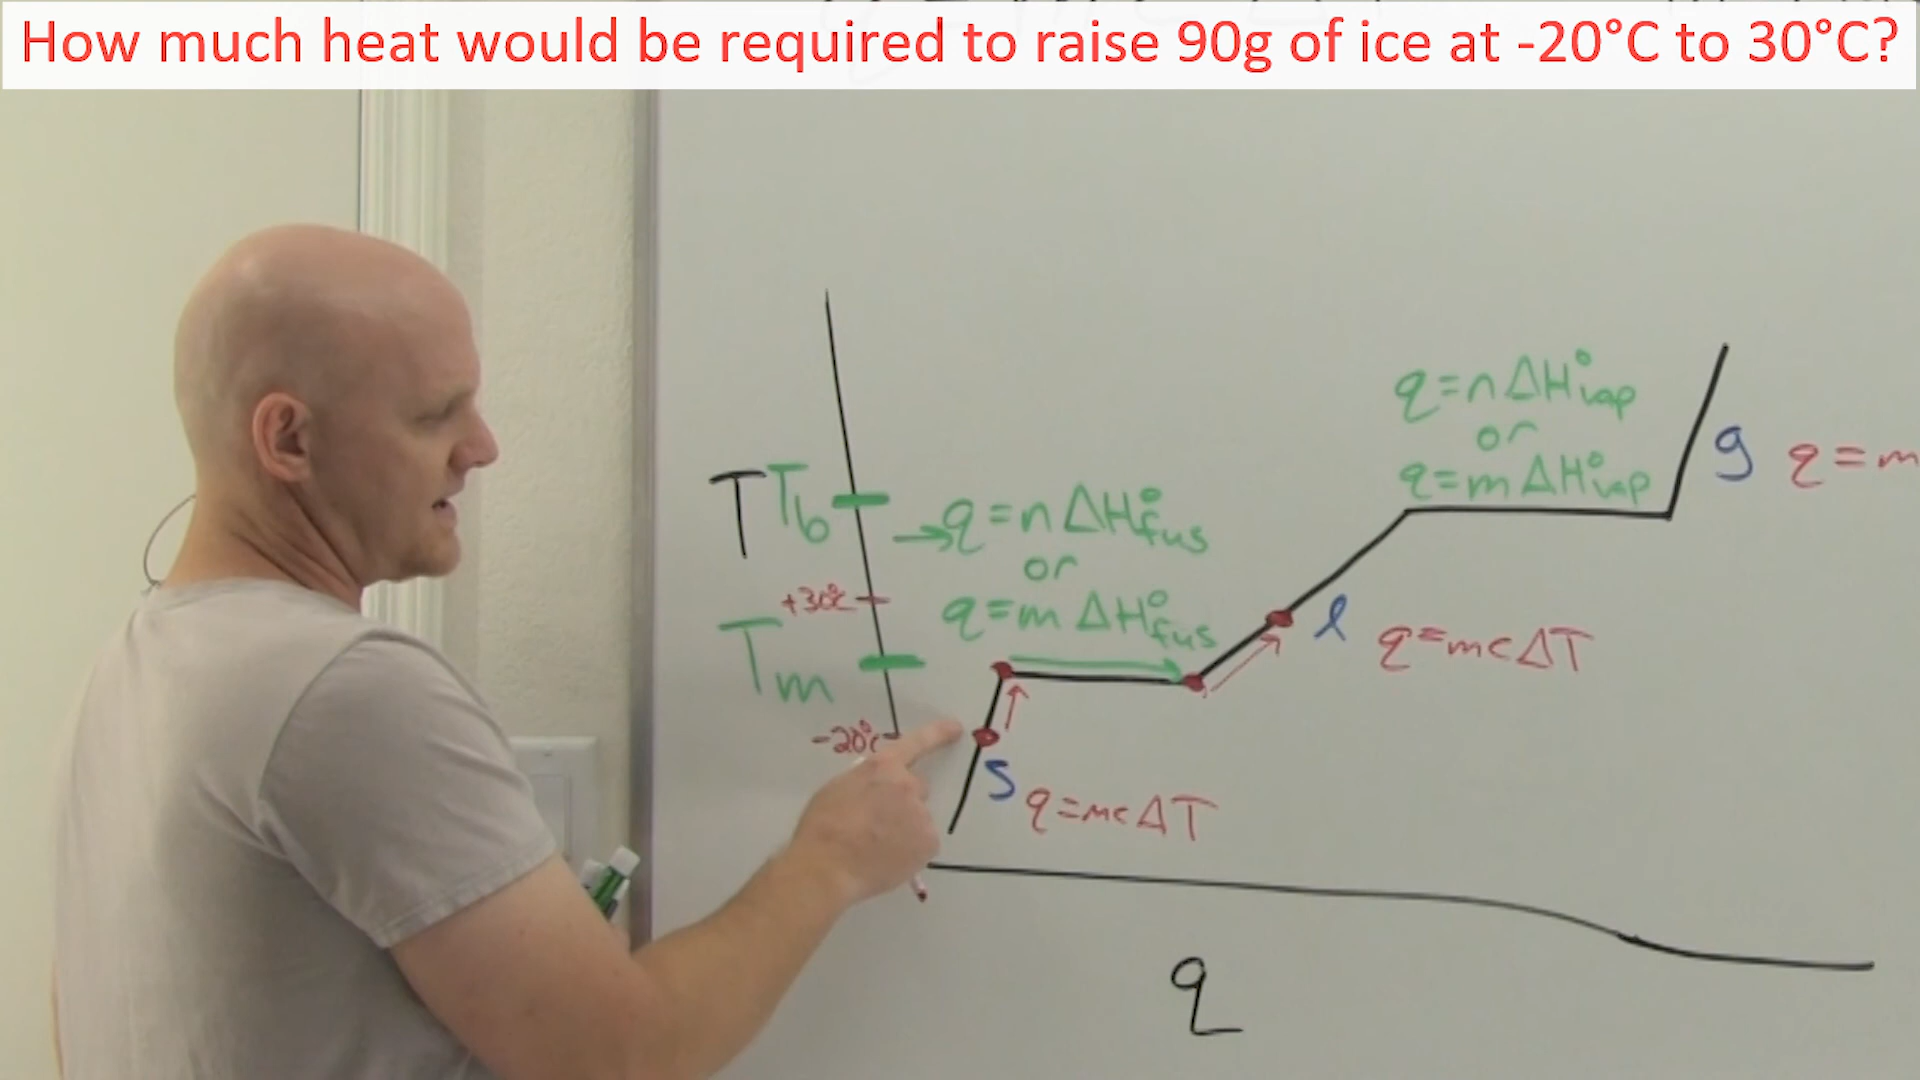 How much heat would be required to raise 90g of ice at -20°C to 30°C?
q=nΔH°vap
or
q=mΔH°vap
g q=m
T Tb
→q=nΔH°fus
or
q=mΔH°fus
+30°C
Tm
l q=mcΔT
-20°C
s q=mcΔT
q